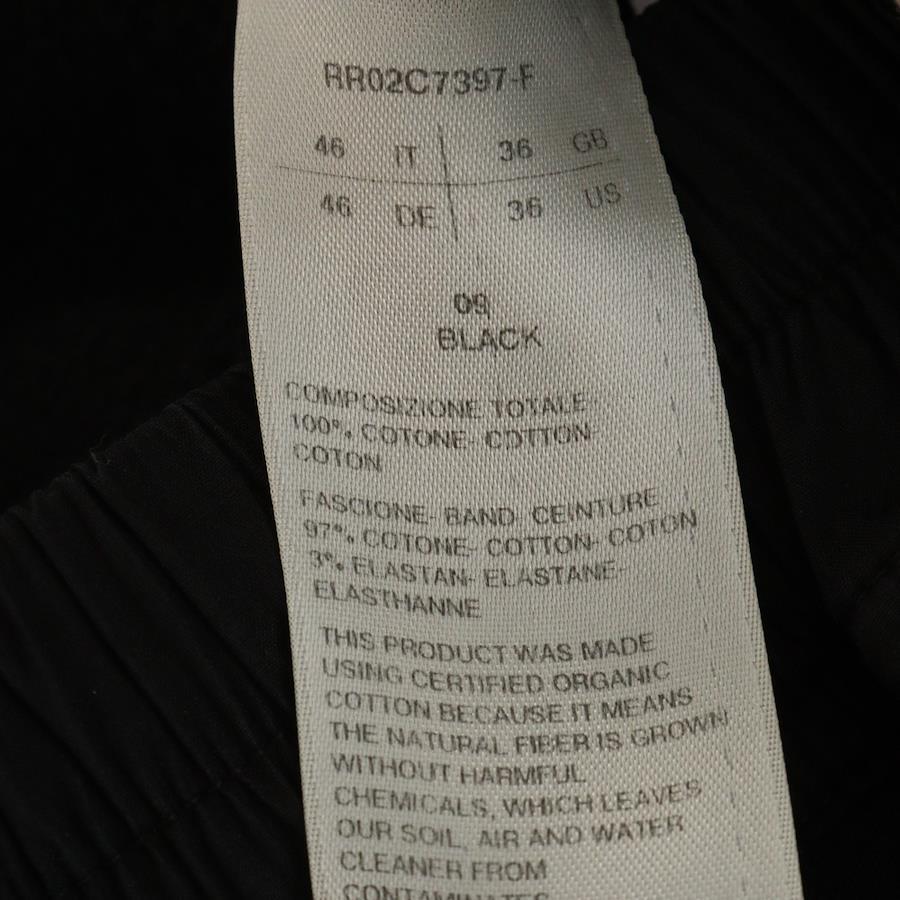 RR02C7397-F
46 IT 36 GB
46 DE 36 US
09
BLACK
COMPOSIZIONE TOTALE
100% COTONE- COTTON
COTON
FASCIONE- BAND- CEINTURE
97% COTONE- COTTON- COTON
3% ELASTAN- ELASTANE-
ELASTHANNE
THIS PRODUCT WAS MADE
USING CERTIFIED ORGANIC
COTTON BECAUSE IT MEANS
THE NATURAL FIBER IS GROWN
WITHOUT HARMFUL
CHEMICALS, WHICH LEAVES
OUR SOIL, AIR AND WATER
CLEANER FROM
CONTAMINATES